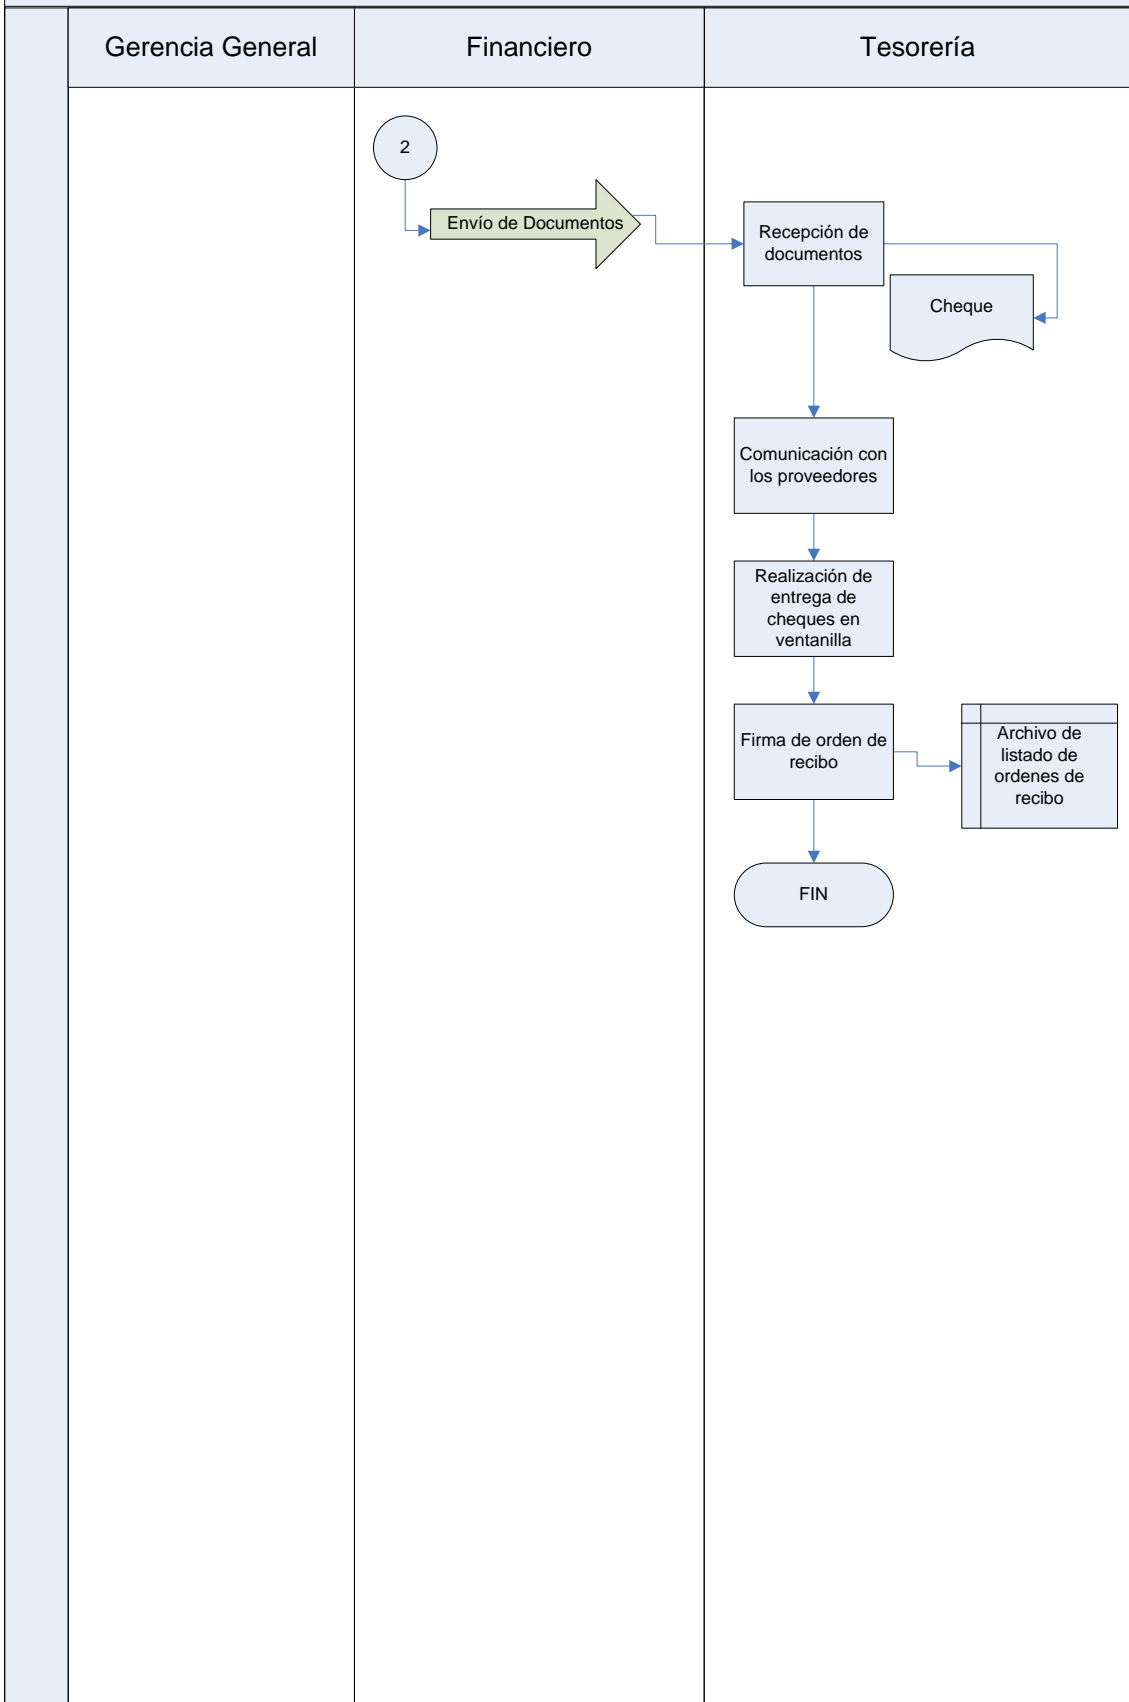 Gerencia General
Financiero
Tesorería
2
Envío de Documentos
Recepción de
documentos
Cheque
Comunicación con
los proveedores
Realización de
entrega de
cheques en
ventanilla
Firma de orden de
recibo
Archivo de
listado de
ordenes de
recibo
FIN